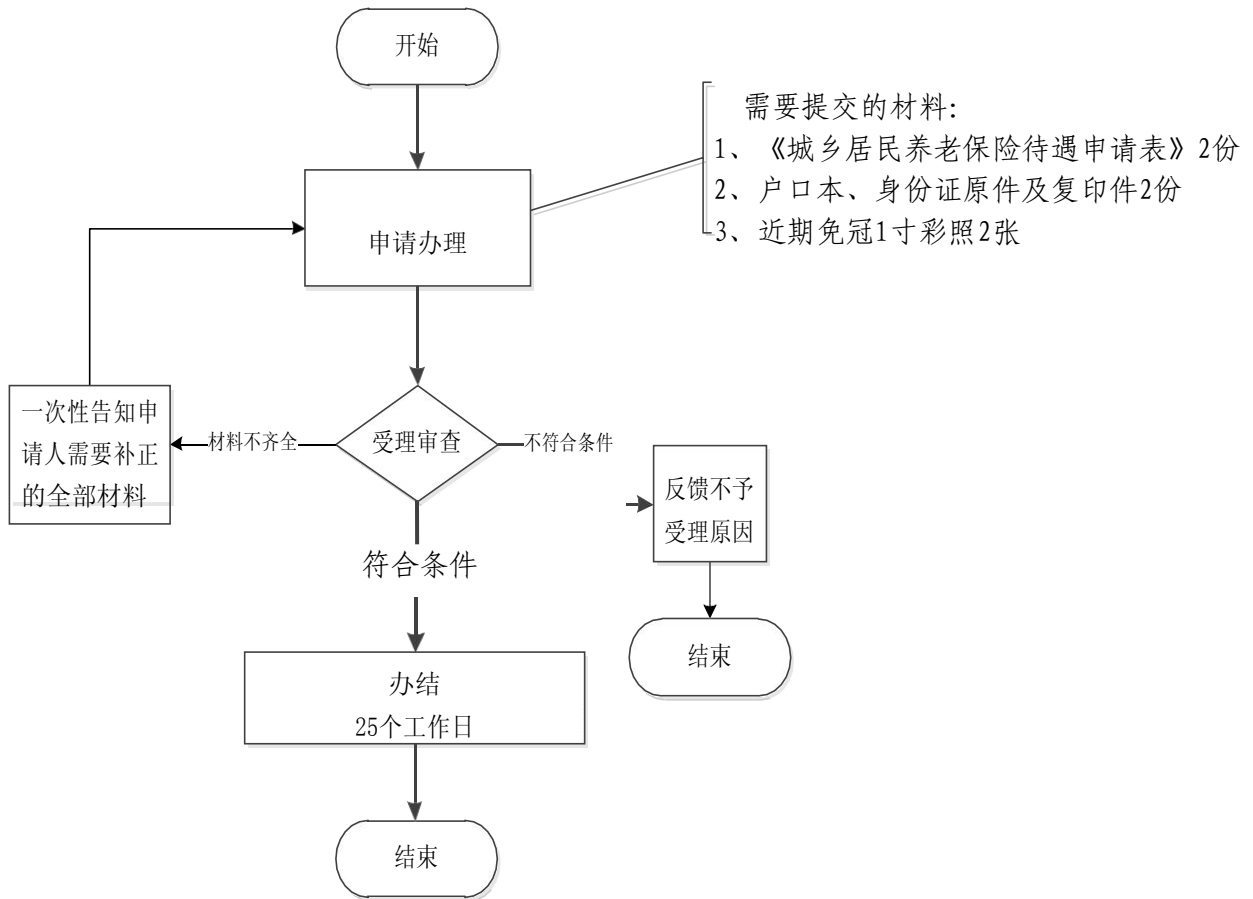 开始
需要提交的材料:
1、《城乡居民养老保险待遇申请表》2份
2、户口本、身份证原件及复印件2份
3、近期免冠1寸彩照2张
申请办理
一次性告知申
请人需要补正
的全部材料
材料不齐全
受理审查
不符合条件
反馈不予
受理原因
符合条件
结束
办结
25个工作日
结束